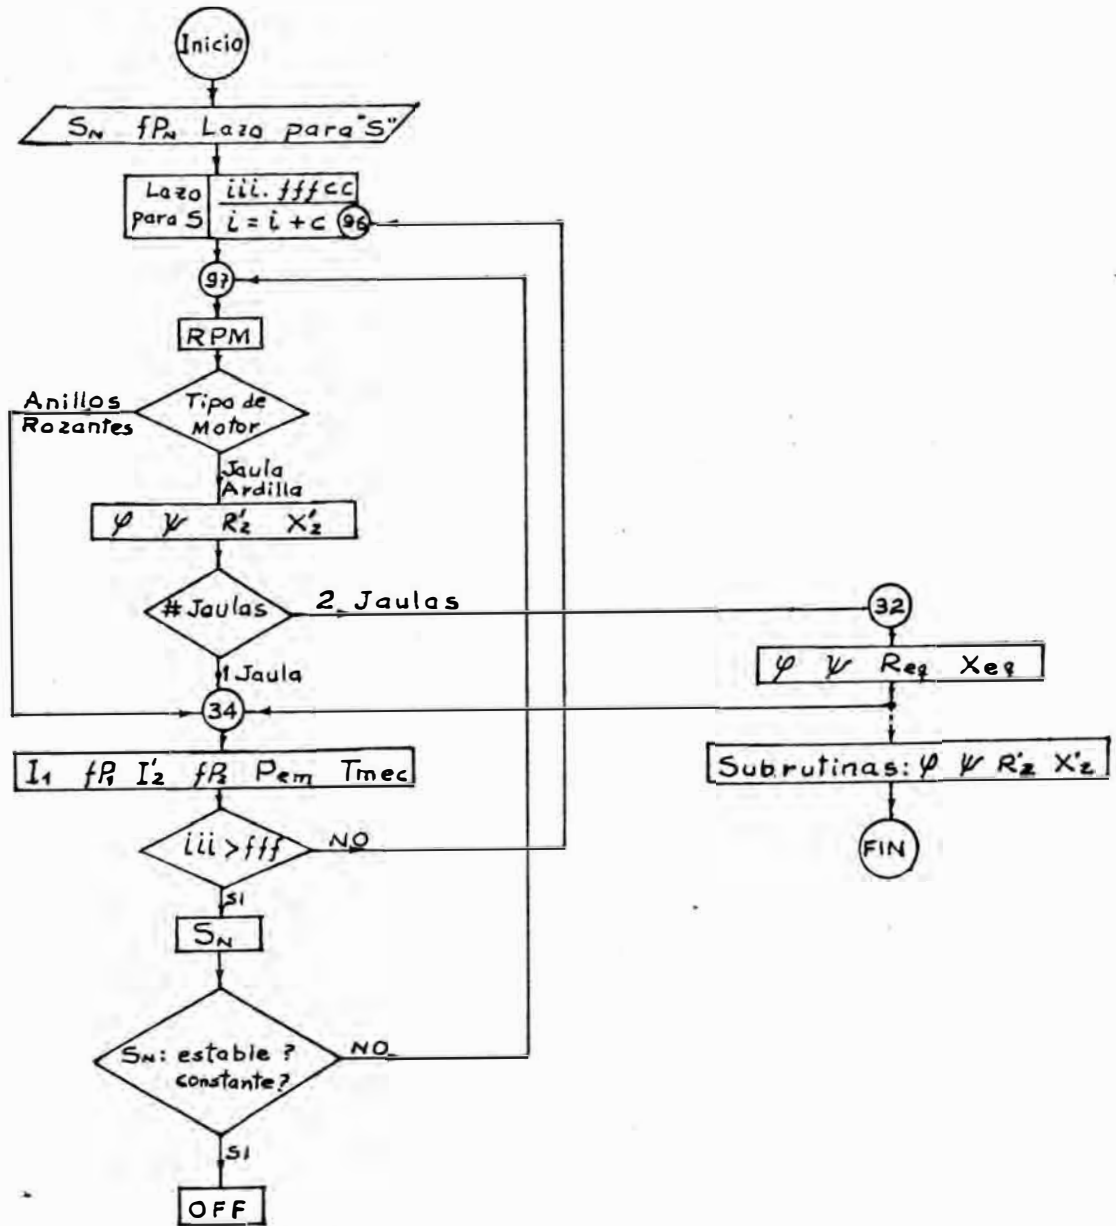 Inicio
S_N fP_N Lazo para "S"
Lazo para S
iii. fffcc
i = i + c 96
97
RPM
Anillos
Rozantes
Tipo de
Motor
Jaula
Ardilla
φ ψ R'₂ X'₂
# Jaulas
2 Jaulas
32
φ ψ Req Xeq
1 Jaula
34
I₁ fP₁ I'₂ fP₂ Pem Tmec
Subrutinas: φ ψ R'₂ X'₂
iii > fff
NO
FIN
SI
S_N
S_N: estable ?
constante?
NO
SI
OFF